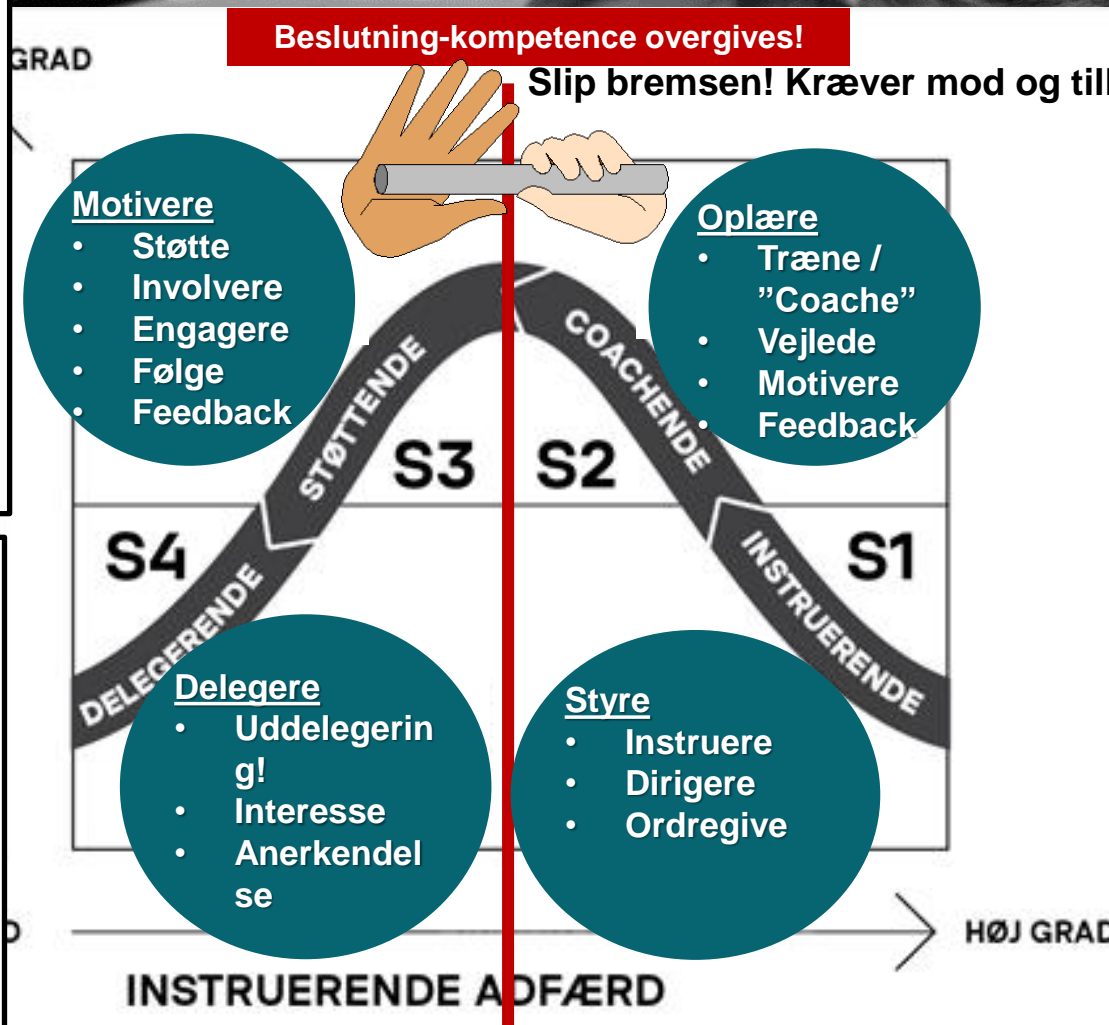 Beslutning-kompetence overgives!
GRAD
Slip bremsen! Kræver mod og
Motivere
• Støtte
• Involvere
• Engagere
• Følge
• Feedback
Oplære
• Træne /
”Coache”
• Vejlede
• Motivere
• Feedback
STØTTENDE
COACHENDE
S3
S2
S4
S1
DELEGERENDE
INSTRUERENDE
Delegere
• Uddelegerin
g!
• Interesse
• Anerkendel
se
Styre
• Instruere
• Dirigere
• Ordregive
HØJ GRAD
INSTRUERENDE ADFÆRD